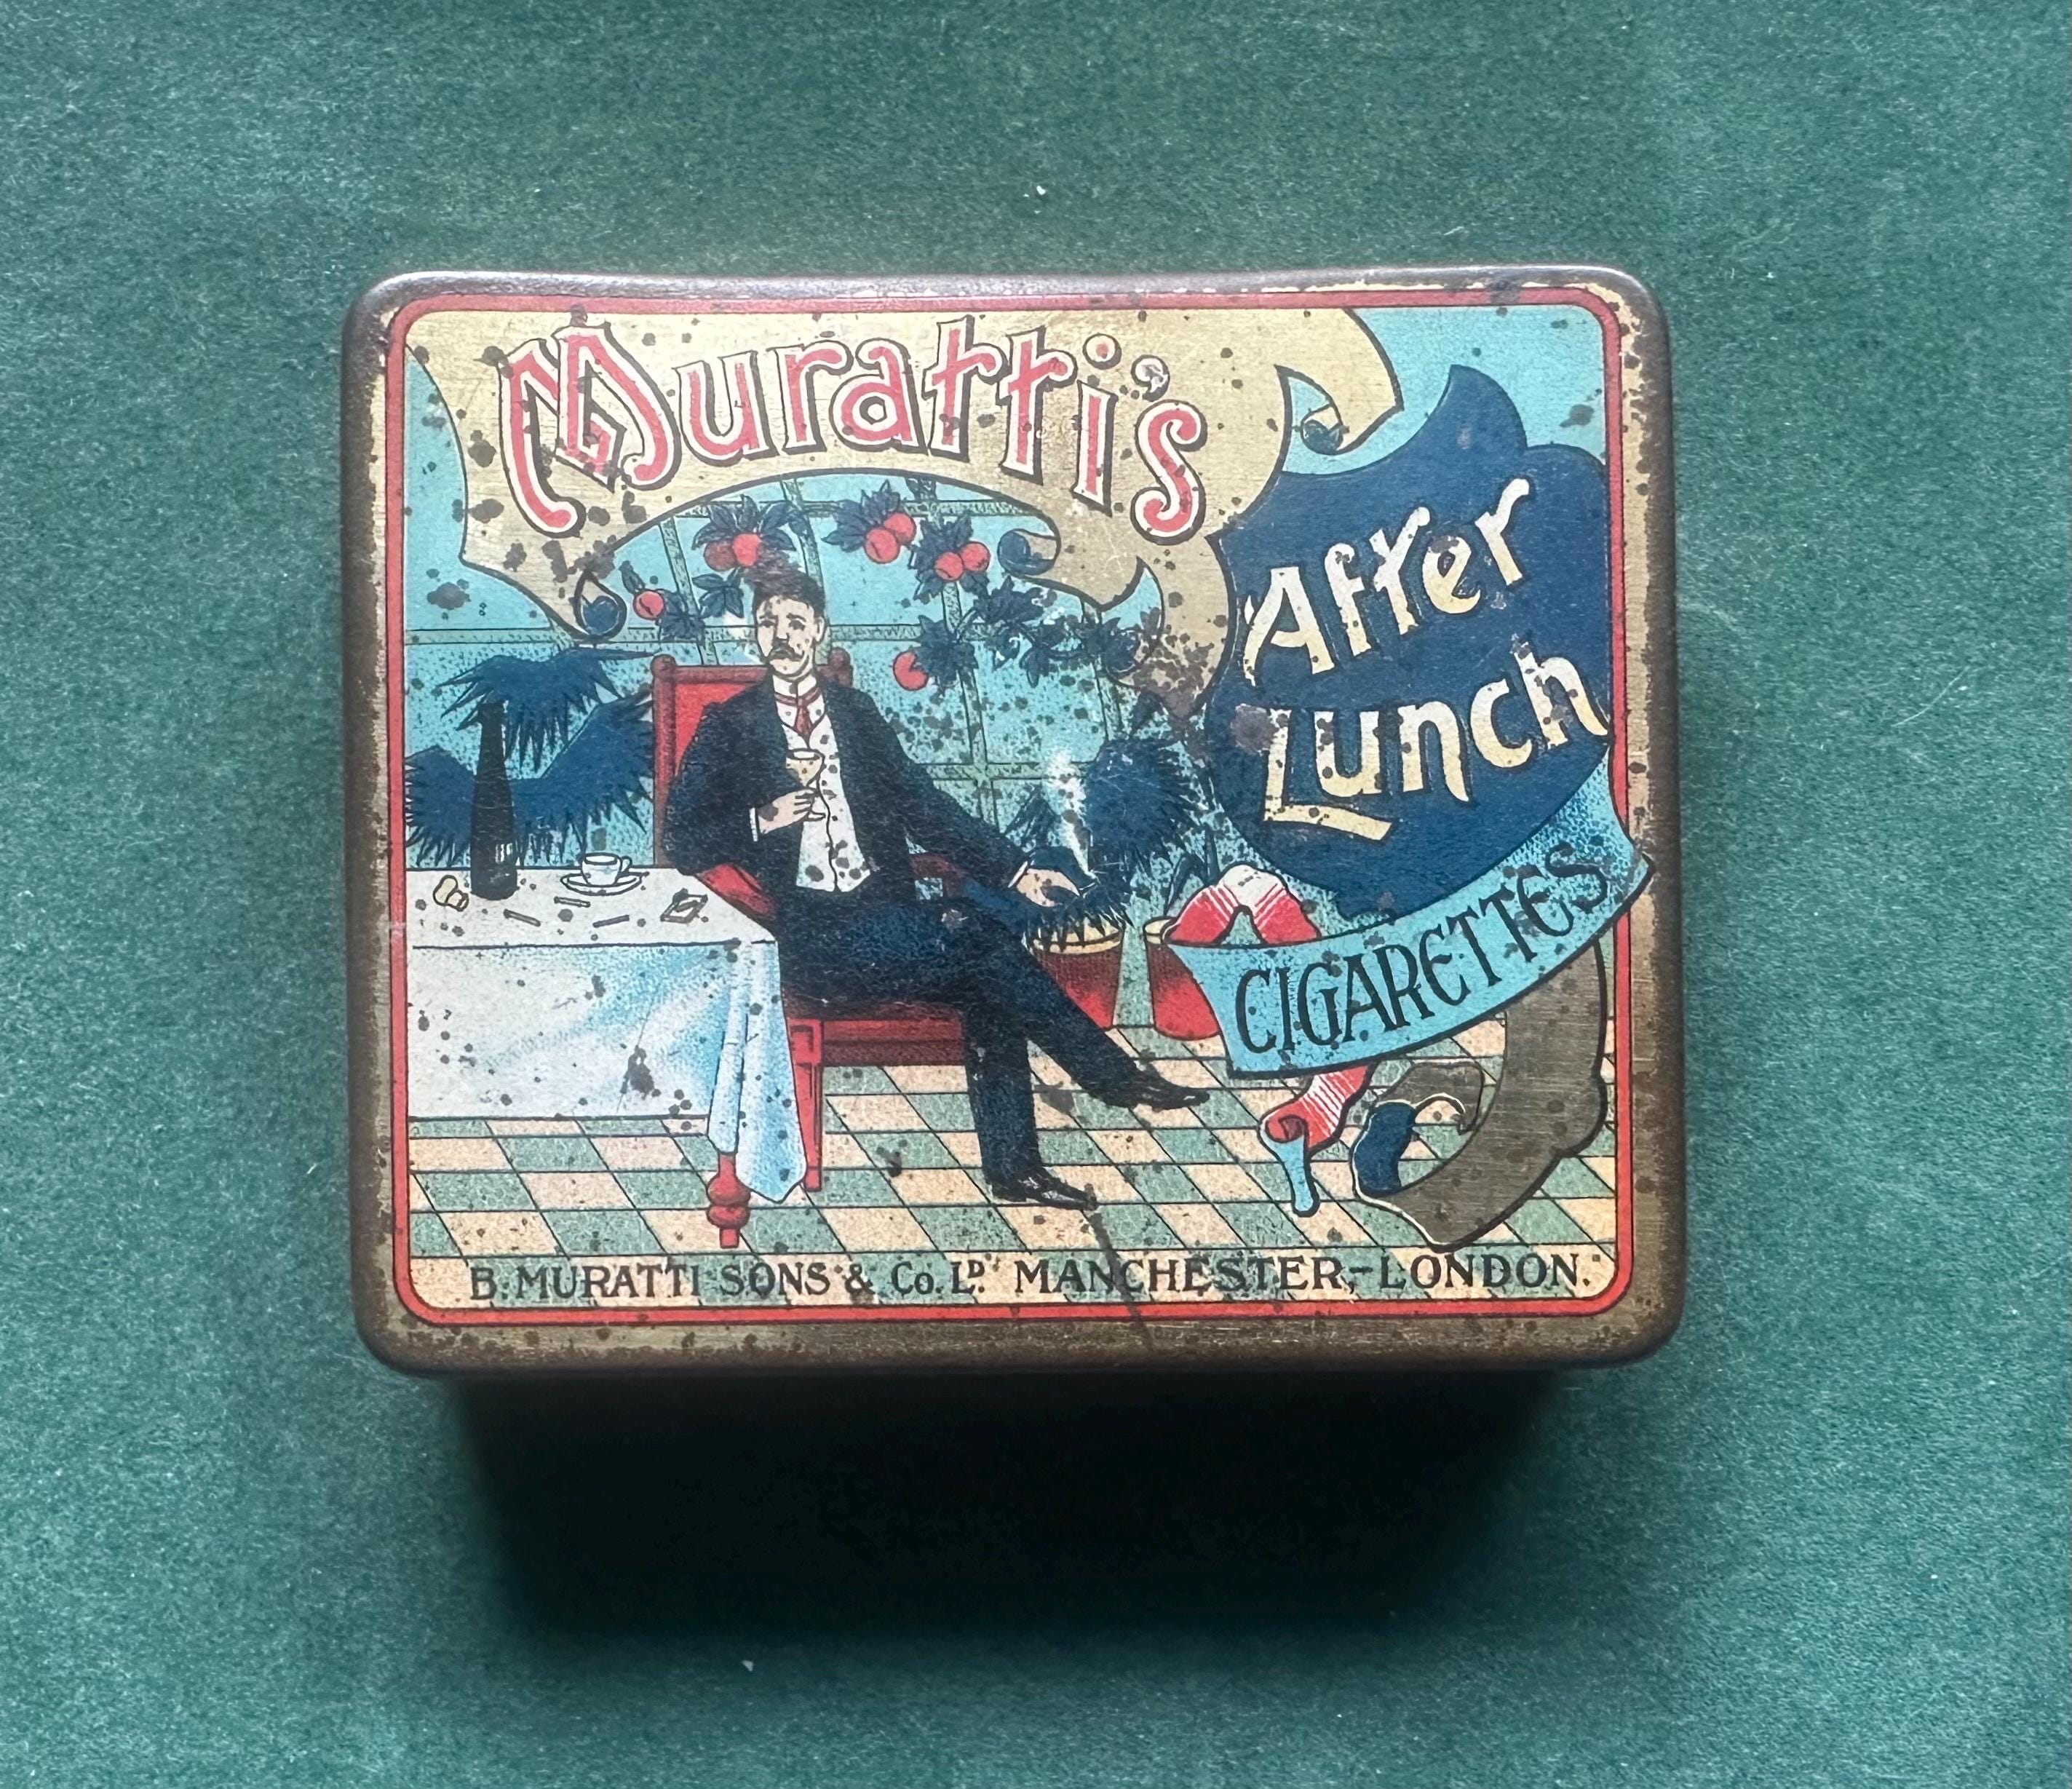 Muratti's
After
Lunch
CIGARETTES
B. MURATTI SONS & Co. LD. MANCHESTER,-LONDON.